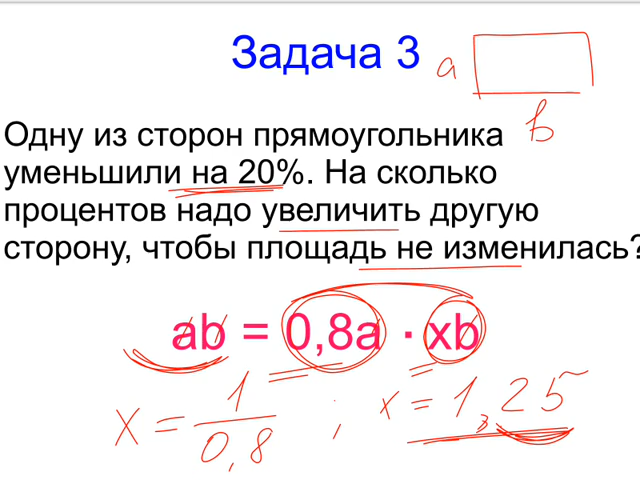 Задача 3
a
b
Одну из сторон прямоугольника
уменьшили на 20%. На сколько
процентов надо увеличить другую
сторону, чтобы площадь не изменилась?
ab = 0,8a · xb
x = 1/0,8 ; x = 1,25